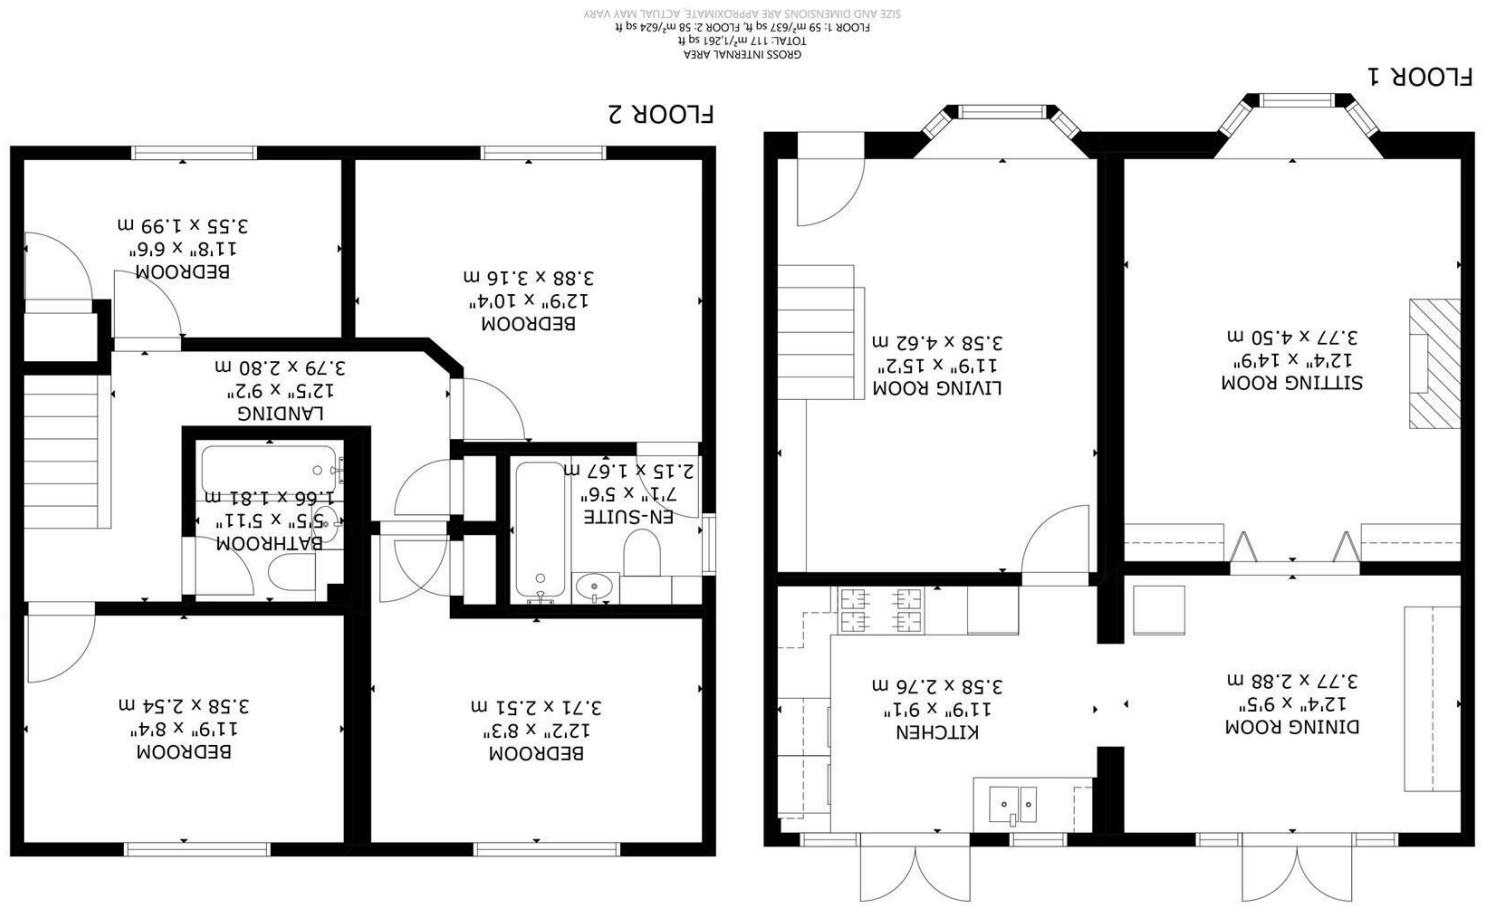 FLOOR 1
DINING ROOM
12'4" x 9'5"
3.77 x 2.88 m
KITCHEN
11'9" x 9'1"
3.58 x 2.76 m
SITTING ROOM
12'4" x 14'9"
3.77 x 4.50 m
LIVING ROOM
11'9" x 15'2"
3.58 x 4.62 m
FLOOR 2
BEDROOM
12'2" x 8'3"
3.71 x 2.51 m
BEDROOM
11'9" x 8'4"
3.58 x 2.54 m
EN-SUITE
7'1" x 5'6"
2.15 x 1.67 m
BATHROOM
5'5" x 5'11"
1.66 x 1.81 m
LANDING
12'5" x 9'2"
3.79 x 2.80 m
BEDROOM
12'9" x 10'4"
3.88 x 3.16 m
BEDROOM
11'8" x 6'6"
3.55 x 1.99 m
GROSS INTERNAL AREA
TOTAL: 117 m²/1,261 sq ft
FLOOR 1: 59 m²/637 sq ft, FLOOR 2: 58 m²/624 sq ft
SIZE AND DIMENSIONS ARE APPROXIMATE, ACTUAL MAY VARY